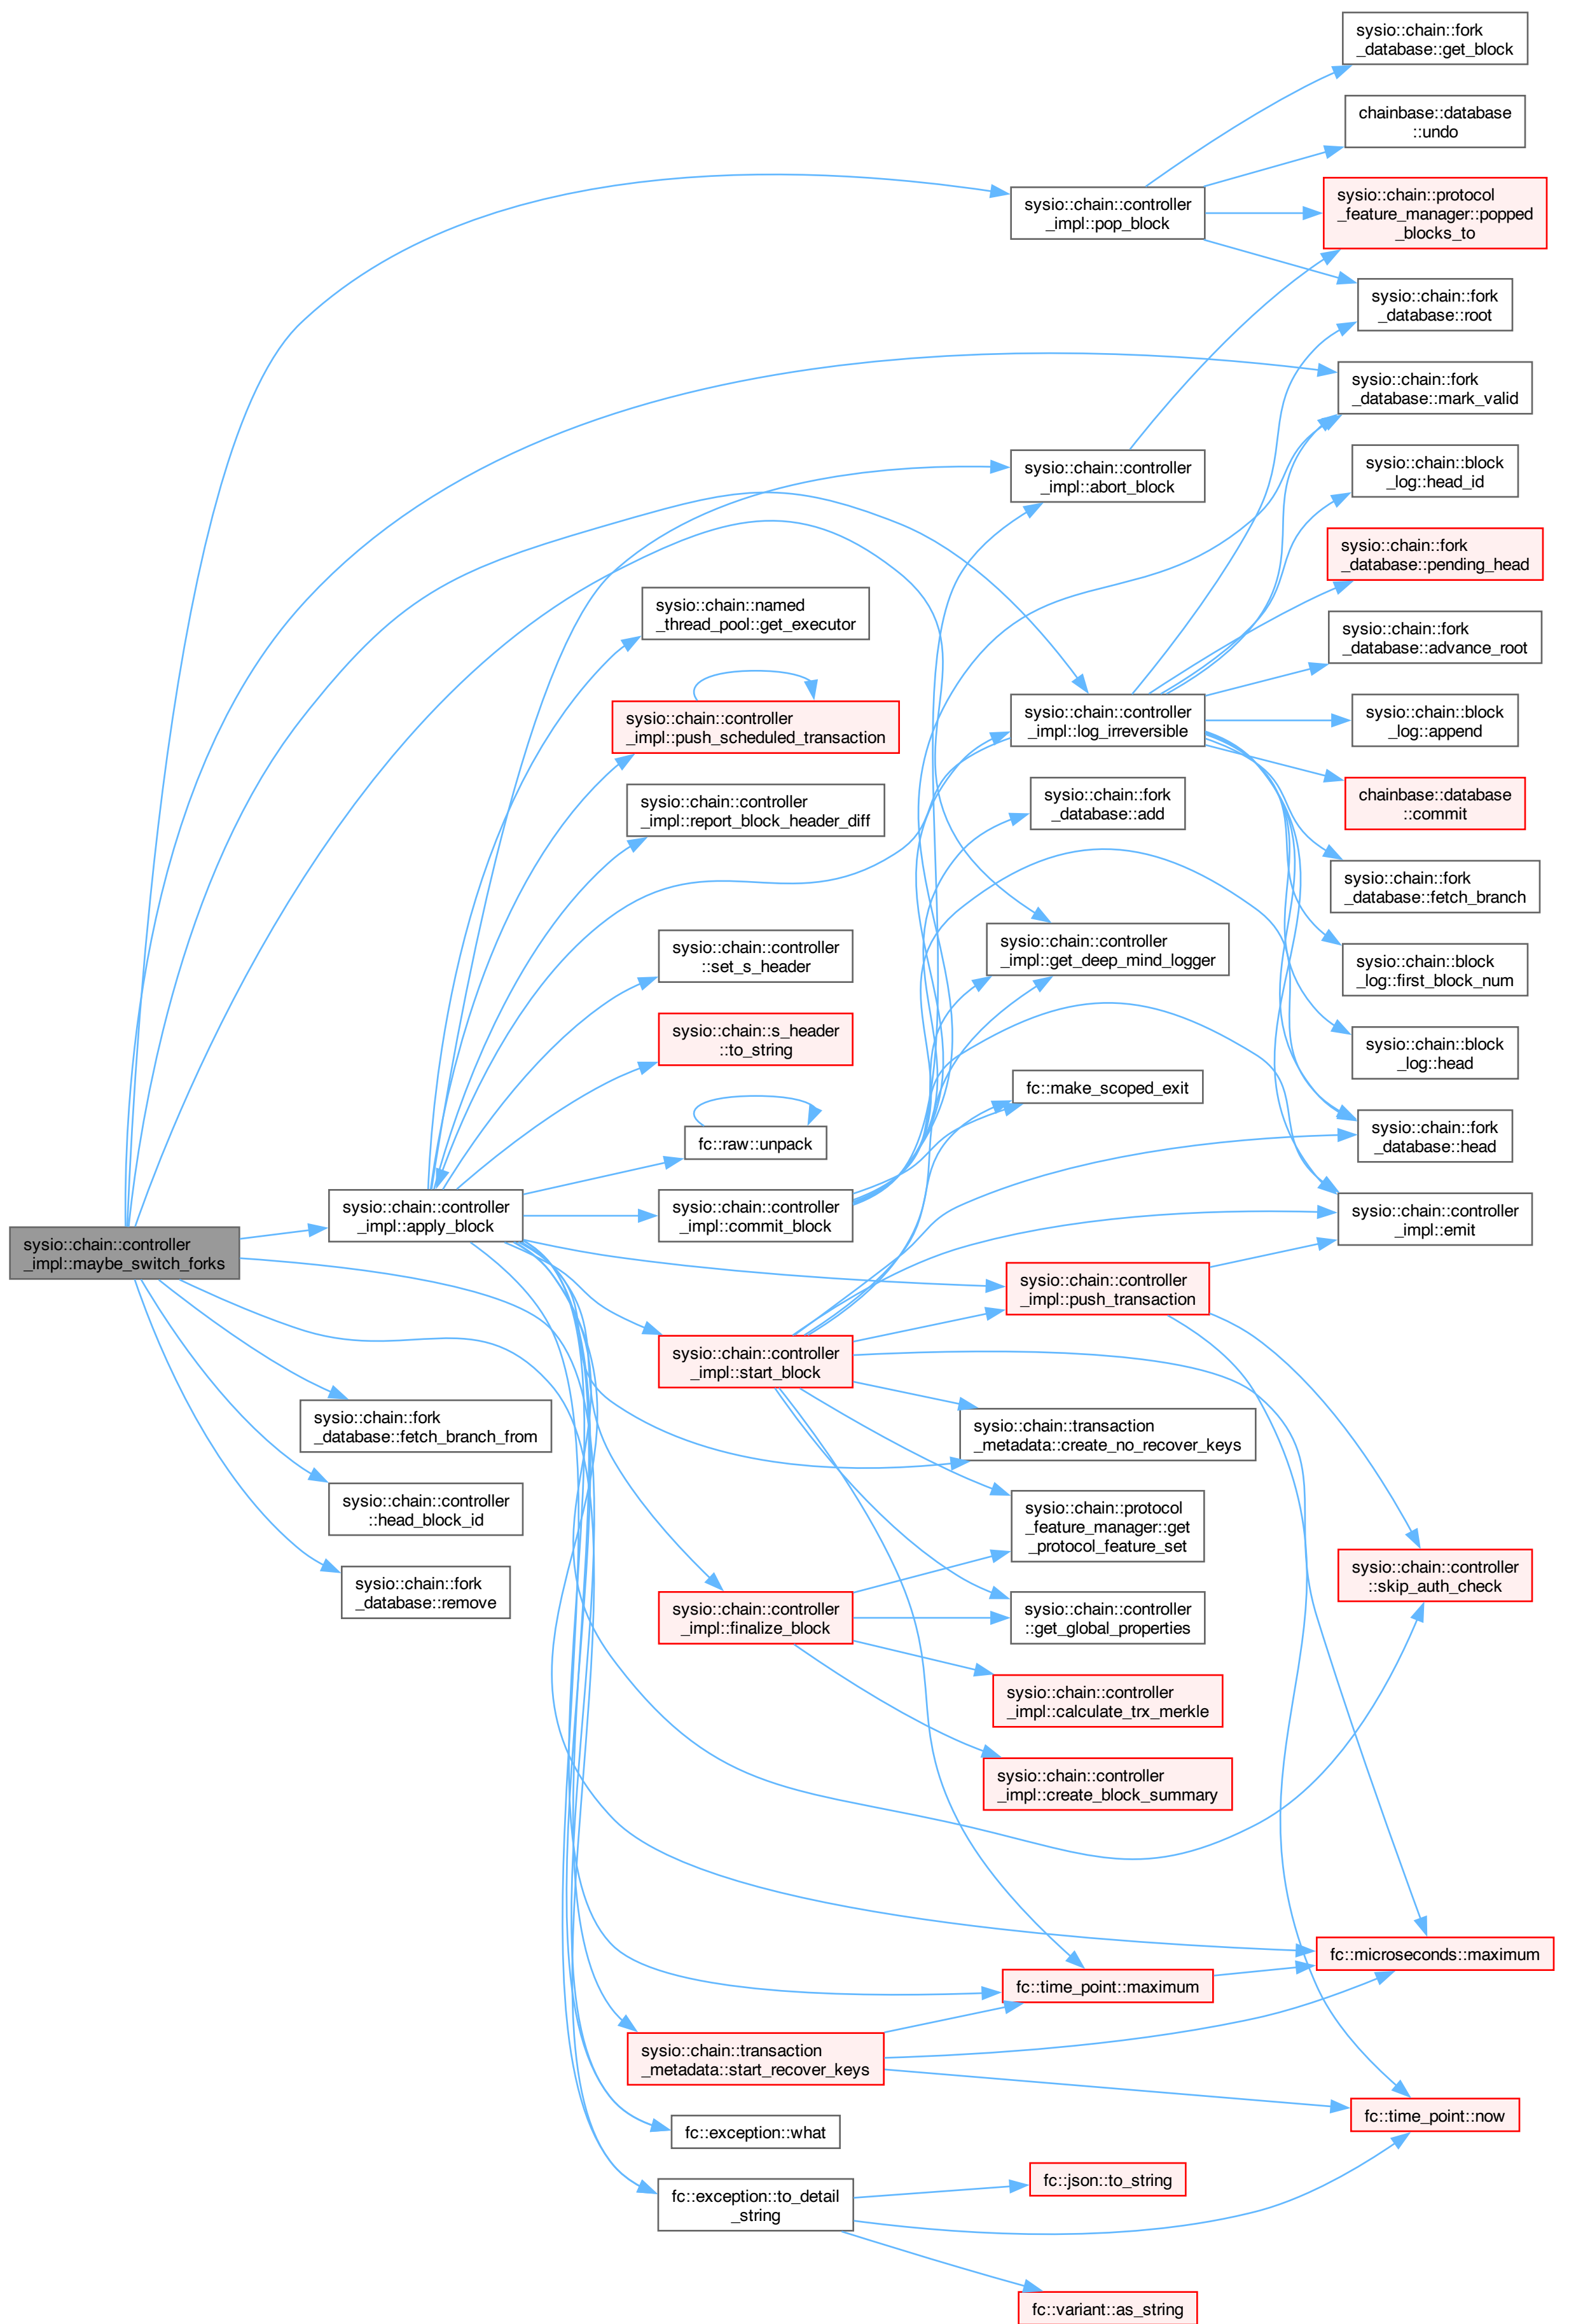 sysio::chain::controller
_impl::maybe_switch_forks
sysio::chain::controller
_impl::apply_block
sysio::chain::fork
_database::fetch_branch_from
sysio::chain::controller
::head_block_id
sysio::chain::fork
_database::remove
sysio::chain::named
_thread_pool::get_executor
sysio::chain::controller
_impl::push_scheduled_transaction
sysio::chain::controller
_impl::report_block_header_diff
sysio::chain::controller
::set_s_header
sysio::chain::s_header
::to_string
fc::raw::unpack
sysio::chain::controller
_impl::commit_block
sysio::chain::controller
_impl::start_block
sysio::chain::controller
_impl::finalize_block
sysio::chain::transaction
_metadata::start_recover_keys
fc::exception::what
fc::exception::to_detail
_string
sysio::chain::controller
_impl::pop_block
sysio::chain::controller
_impl::abort_block
sysio::chain::controller
_impl::log_irreversible
sysio::chain::fork
_database::add
sysio::chain::controller
_impl::get_deep_mind_logger
fc::make_scoped_exit
sysio::chain::controller
_impl::push_transaction
sysio::chain::transaction
_metadata::create_no_recover_keys
sysio::chain::protocol
_feature_manager::get
_protocol_feature_set
sysio::chain::controller
::get_global_properties
sysio::chain::controller
_impl::calculate_trx_merkle
sysio::chain::controller
_impl::create_block_summary
fc::time_point::maximum
fc::json::to_string
fc::variant::as_string
sysio::chain::fork
_database::get_block
chainbase::database
::undo
sysio::chain::protocol
_feature_manager::popped
_blocks_to
sysio::chain::fork
_database::root
sysio::chain::fork
_database::mark_valid
sysio::chain::block
_log::head_id
sysio::chain::fork
_database::pending_head
sysio::chain::fork
_database::advance_root
sysio::chain::block
_log::append
chainbase::database
::commit
sysio::chain::fork
_database::fetch_branch
sysio::chain::block
_log::first_block_num
sysio::chain::block
_log::head
sysio::chain::fork
_database::head
sysio::chain::controller
_impl::emit
sysio::chain::controller
::skip_auth_check
fc::microseconds::maximum
fc::time_point::now